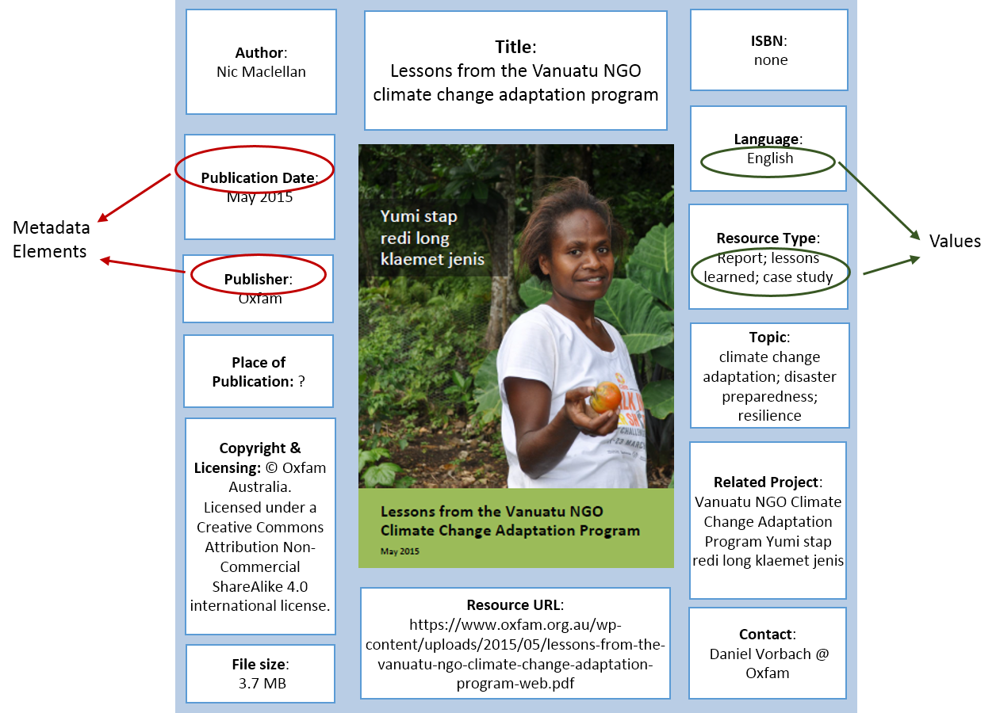 Author:
Nic Maclellan
Publication Date:
May 2015
Publisher:
Oxfam
Place of
Publication: ?
Copyright &
Licensing: © Oxfam
Australia.
Licensed under a
Creative Commons
Attribution Non-
Commercial
ShareAlike 4.0
international license.
File size:
3.7 MB
Metadata
Elements
Title:
Lessons from the Vanuatu NGO
climate change adaptation program
Yumi stap
redi long
klaemet jenis
Lessons from the Vanuatu NGO
Climate Change Adaptation Program
May 2015
Resource URL:
https://www.oxfam.org.au/wp-
content/uploads/2015/05/lessons-from-the-
vanuatu-ngo-climate-change-adaptation-
program-web.pdf
ISBN:
none
Language:
English
Resource Type:
Report; lessons
learned; case study
Topic:
climate change
adaptation; disaster
preparedness;
resilience
Related Project:
Vanuatu NGO Climate
Change Adaptation
Program Yumi stap
redi long klaemet jenis
Contact:
Daniel Vorbach @
Oxfam
Values